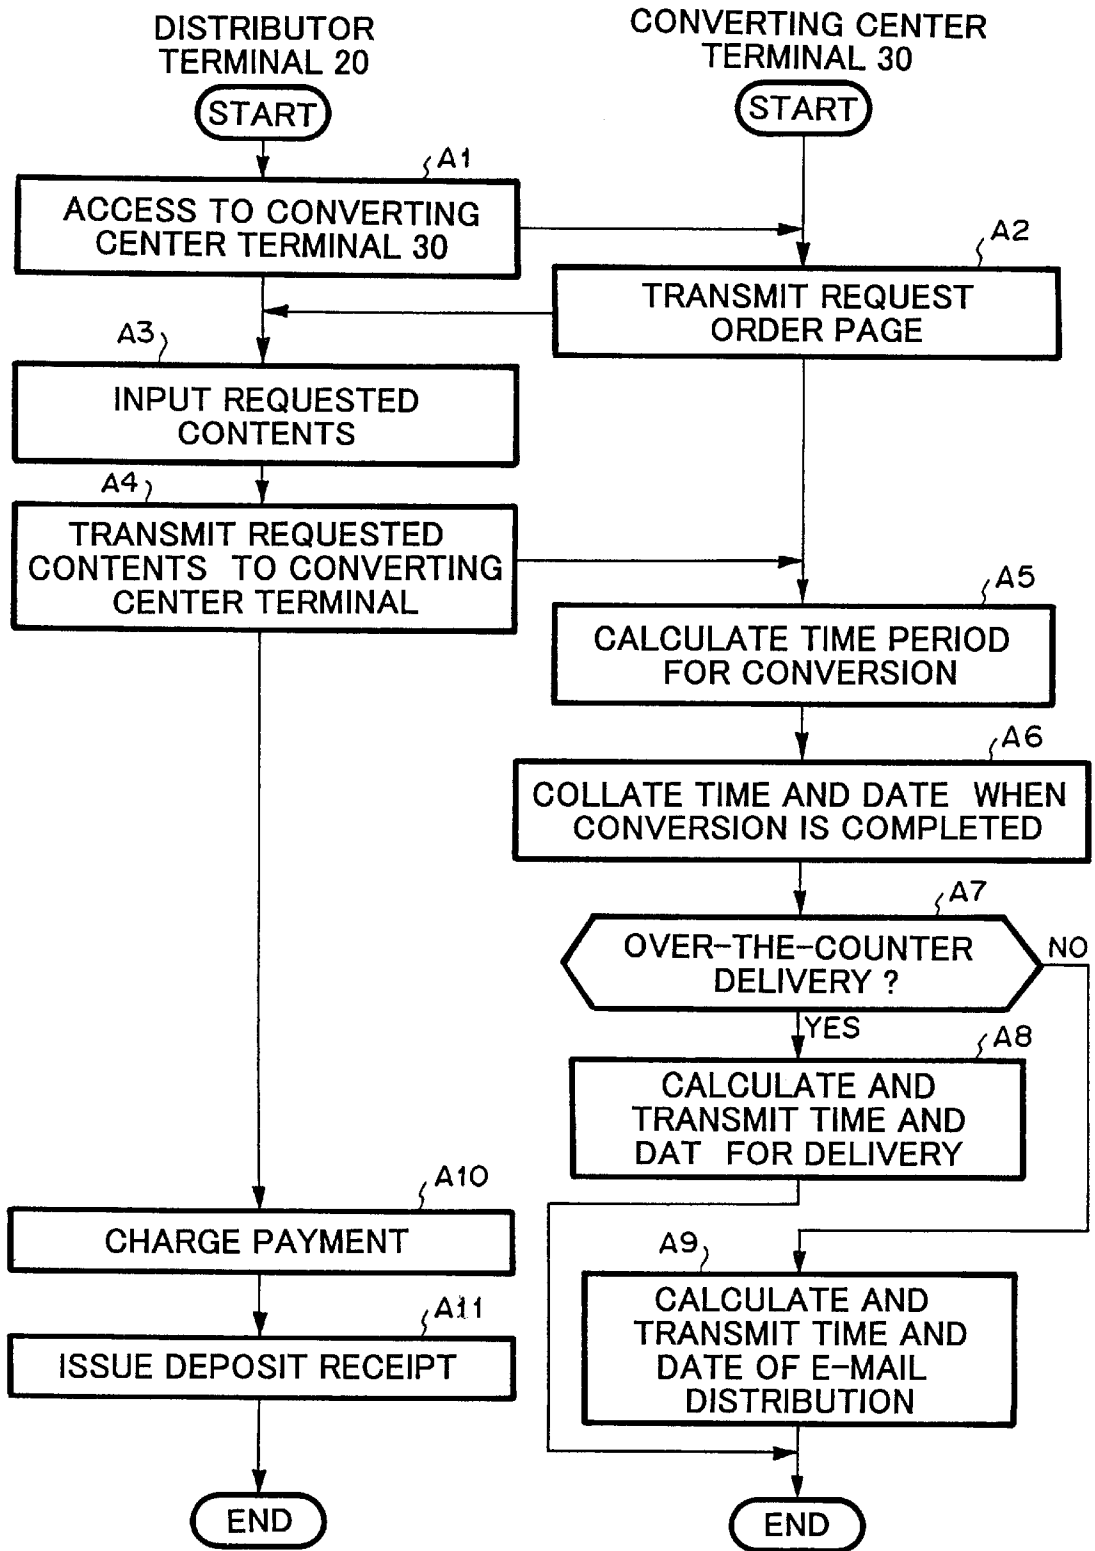 DISTRIBUTOR
TERMINAL 20
START
A1
ACCESS TO CONVERTING
CENTER TERMINAL 30
A3
INPUT REQUESTED
CONTENTS
A4
TRANSMIT REQUESTED
CONTENTS TO CONVERTING
CENTER TERMINAL
A10
CHARGE PAYMENT
A11
ISSUE DEPOSIT RECEIPT
END
CONVERTING CENTER
TERMINAL 30
START
A2
TRANSMIT REQUEST
ORDER PAGE
A5
CALCULATE TIME PERIOD
FOR CONVERSION
A6
COLLATE TIME AND DATE WHEN
CONVERSION IS COMPLETED
A7
OVER-THE-COUNTER
DELIVERY ?
NO
YES
A8
CALCULATE AND
TRANSMIT TIME AND
DAT FOR DELIVERY
A9
CALCULATE AND
TRANSMIT TIME AND
DATE OF E-MAIL
DISTRIBUTION
END